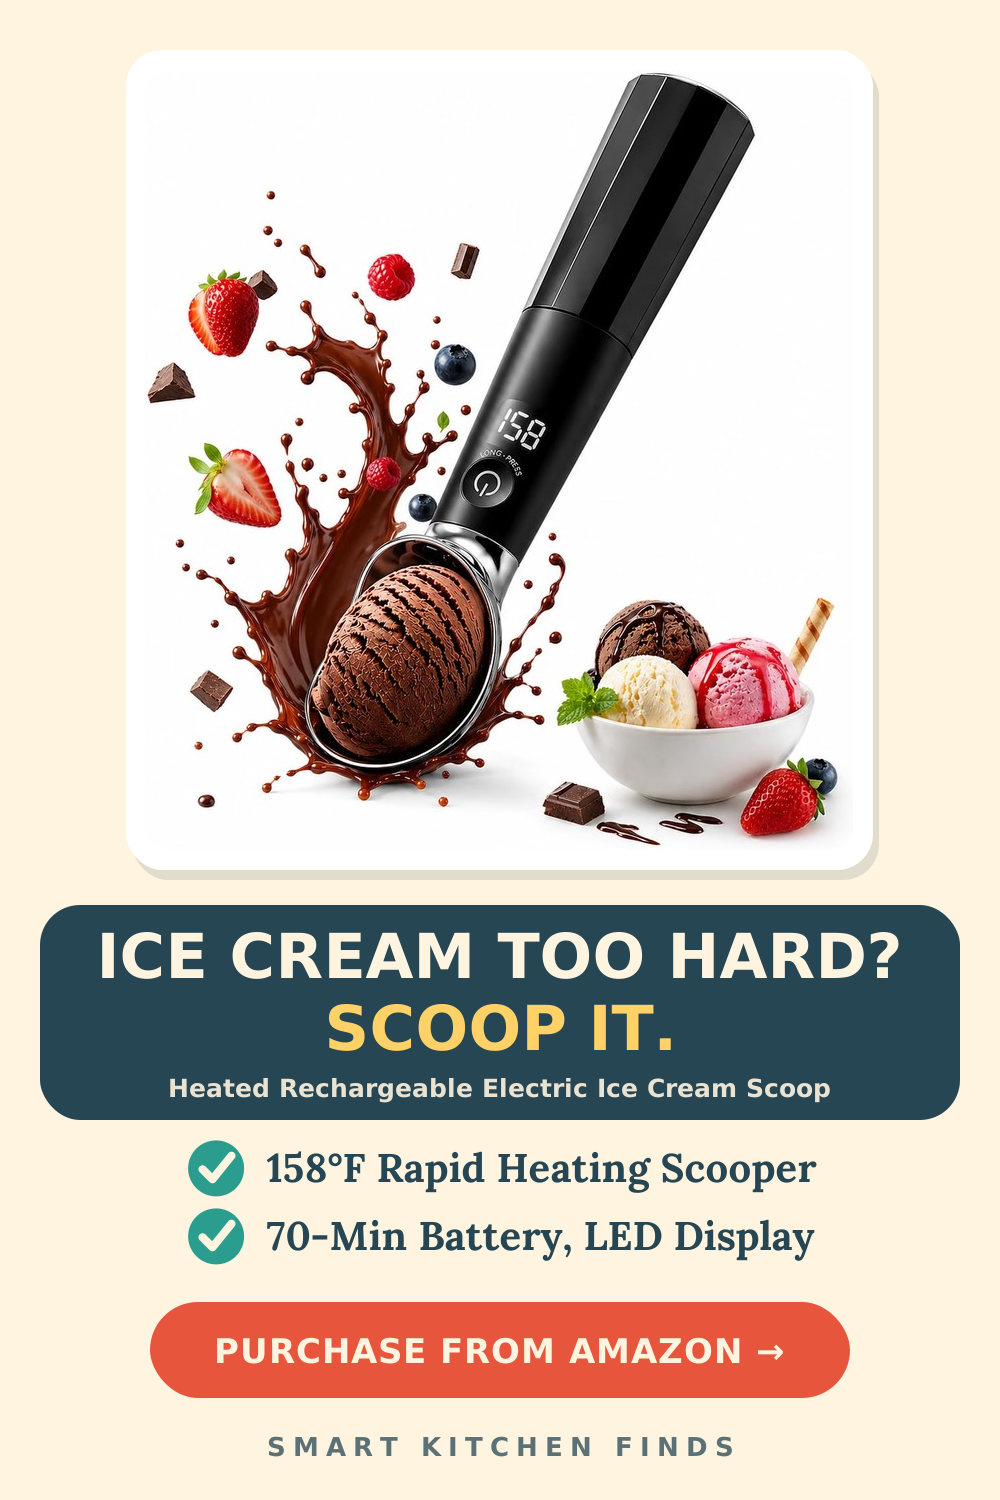 158
LONG-PRESS
ICE CREAM TOO HARD?
SCOOP IT.
Heated Rechargeable Electric Ice Cream Scoop
158°F Rapid Heating Scooper
70-Min Battery, LED Display
PURCHASE FROM AMAZON →
SMART KITCHEN FINDS